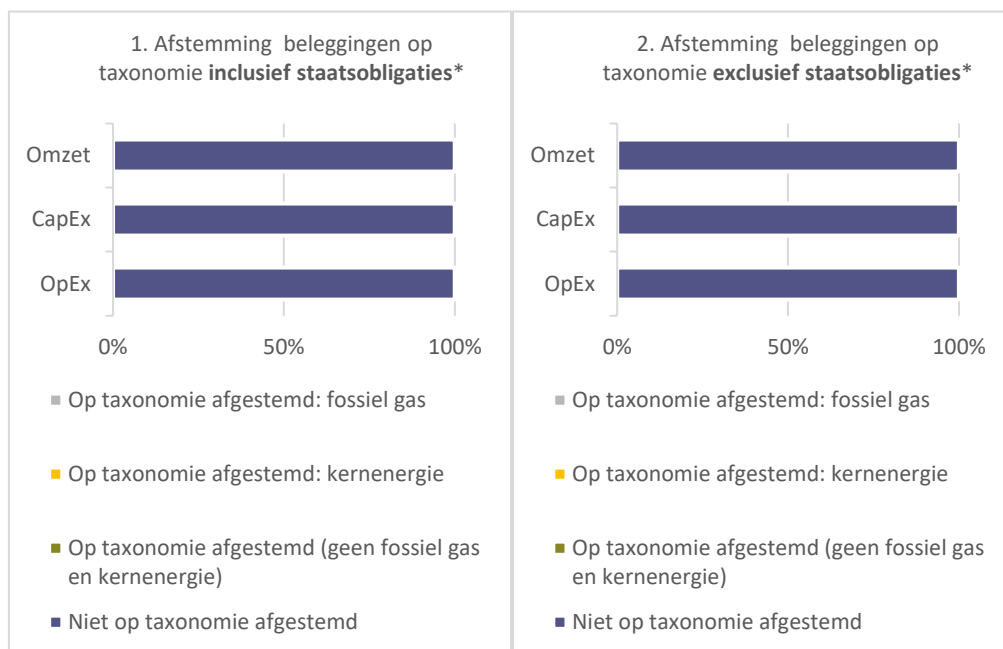 1. Afstemming beleggingen op
taxonomie inclusief staatsobligaties*
Omzet
CapEx
OpEx
0%
50%
100%
Op taxonomie afgestemd: fossiel gas
Op taxonomie afgestemd: kernenergie
Op taxonomie afgestemd (geen fossiel gas
en kernenergie)
Niet op taxonomie afgestemd
2. Afstemming beleggingen op
taxonomie exclusief staatsobligaties*
Omzet
CapEx
OpEx
0%
50%
100%
Op taxonomie afgestemd: fossiel gas
Op taxonomie afgestemd: kernenergie
Op taxonomie afgestemd (geen fossiel gas
en kernenergie)
Niet op taxonomie afgestemd